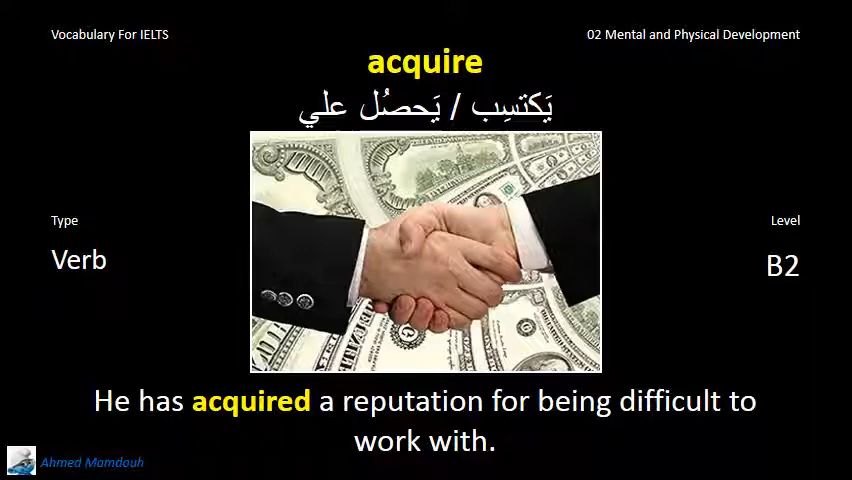 Vocabulary For IELTS
02 Mental and Physical Development
acquire
يَكتسِب / يَحصُل علي
Type
Level
Verb
B2
He has acquired a reputation for being difficult to
work with.
Ahmed Mamdouh